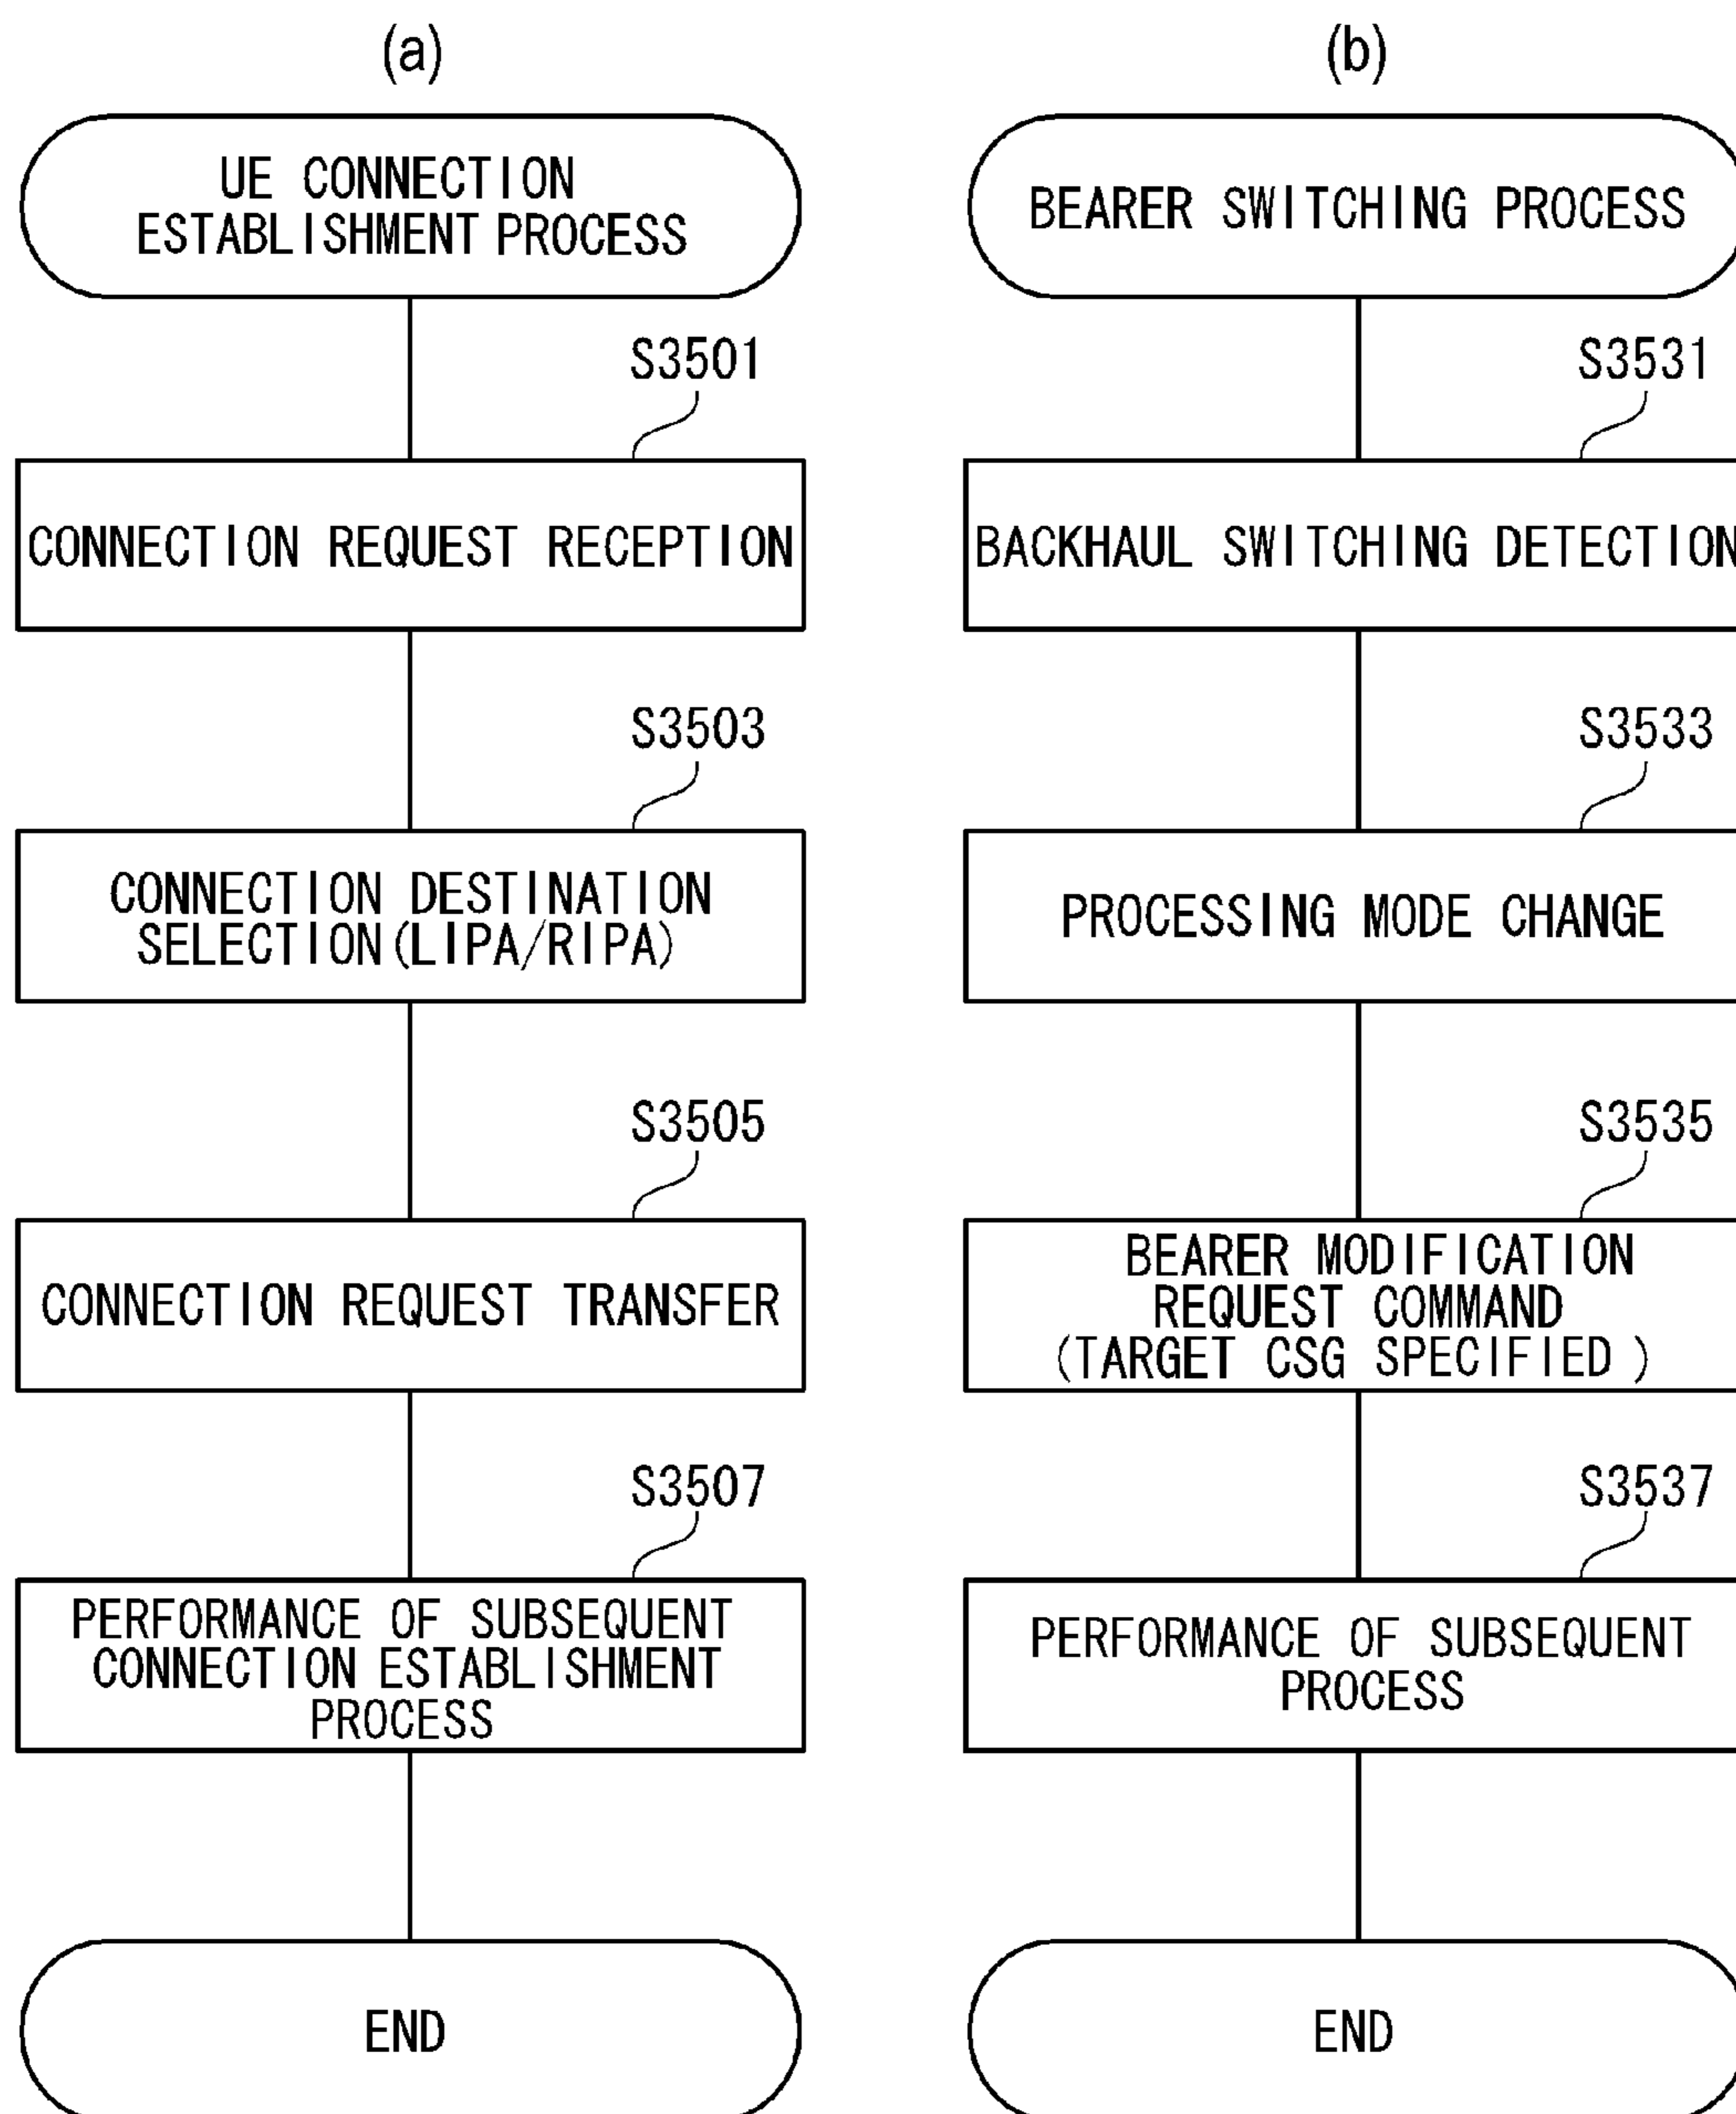 (a)
UE CONNECTION
ESTABLISHMENT PROCESS
S3501
CONNECTION REQUEST RECEPTION
S3503
CONNECTION DESTINATION
SELECTION(LIPA/RIPA)
S3505
CONNECTION REQUEST TRANSFER
S3507
PERFORMANCE OF SUBSEQUENT
CONNECTION ESTABLISHMENT
PROCESS
END
(b)
BEARER SWITCHING PROCESS
S3531
BACKHAUL SWITCHING DETECTION
S3533
PROCESSING MODE CHANGE
S3535
BEARER MODIFICATION
REQUEST COMMAND
(TARGET CSG SPECIFIED)
S3537
PERFORMANCE OF SUBSEQUENT
PROCESS
END